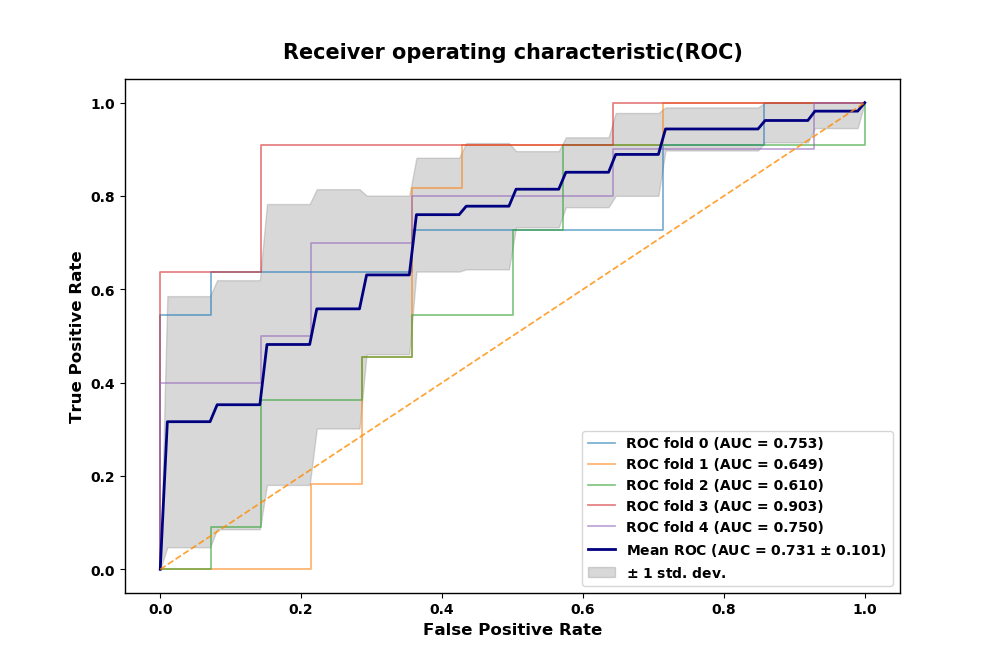 Receiver operating characteristic(ROC)
True Positive Rate
1.0
0.8
0.6
0.4
0.2
0.0
ROC fold 0 (AUC = 0.753)
ROC fold 1 (AUC = 0.649)
ROC fold 2 (AUC = 0.610)
ROC fold 3 (AUC = 0.903)
ROC fold 4 (AUC = 0.750)
Mean ROC (AUC = 0.731 ± 0.101)
± 1 std. dev.
0.0 0.2 0.4 0.6 0.8 1.0
False Positive Rate